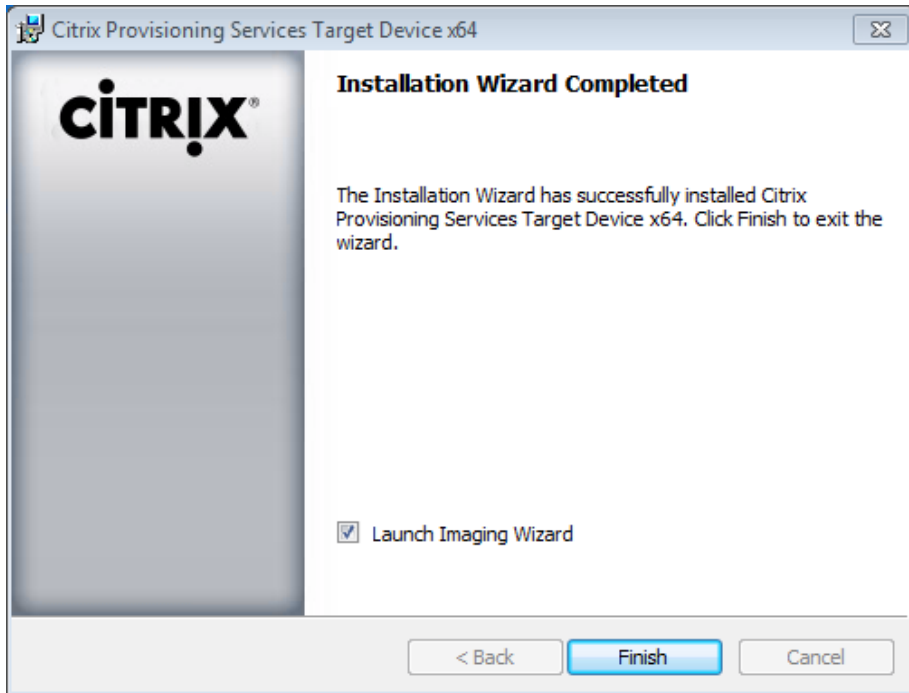 Citrix Provisioning Services Target Device x64
CiTRIX®
Installation Wizard Completed
The Installation Wizard has successfully installed Citrix
Provisioning Services Target Device x64. Click Finish to exit the
wizard.
Launch Imaging Wizard
< Back
Finish
Cancel